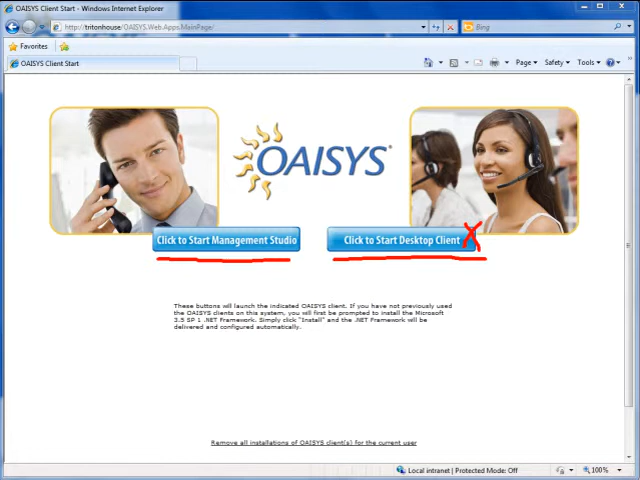 OAISYS Client Start - Windows Internet Explorer
http://tritonhouse/OAISYS.Web.Apps.MainPage/
Bing
Favorites
OAISYS Client Start
Page
Safety
Tools
OAISYS®
Click to Start Management Studio
Click to Start Desktop Client X
These buttons will launch the indicated OAISYS client. If you have not previously used
the OAISYS clients on this system, you will first be prompted to install the Microsoft
3.5 SP 1 .NET Framework. Simply click "Install" and the .NET Framework will be
delivered and configured automatically.
Remove all installations of OAISYS client(s) for the current user
Local intranet | Protected Mode: Off
100%